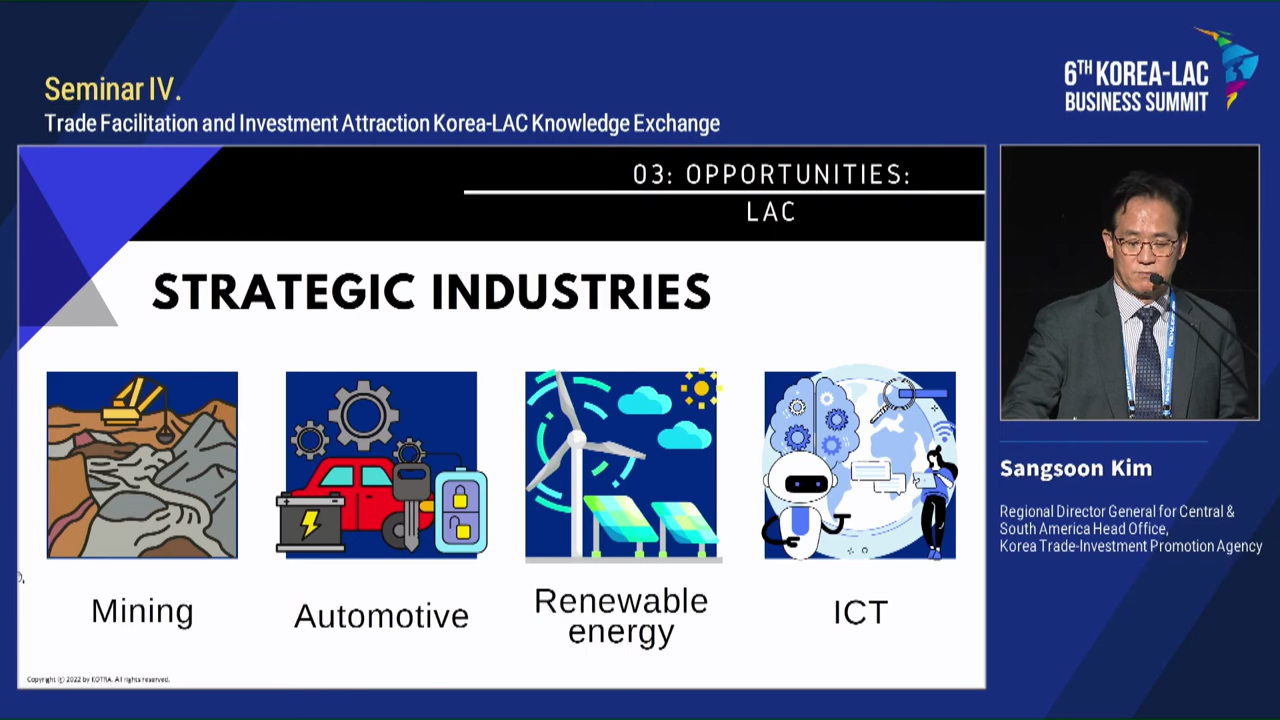 Seminar IV.
Trade Facilitation and Investment Attraction Korea-LAC Knowledge Exchange
6TH KOREA-LAC
BUSINESS SUMMIT
03: OPPORTUNITIES:
LAC
STRATEGIC INDUSTRIES
Mining
Automotive
Renewable
energy
ICT
Copyright ⓒ 2022 by KOTRA. All rights reserved.
Sangsoon Kim
Regional Director General for Central &
South America Head Office,
Korea Trade-Investment Promotion Agency